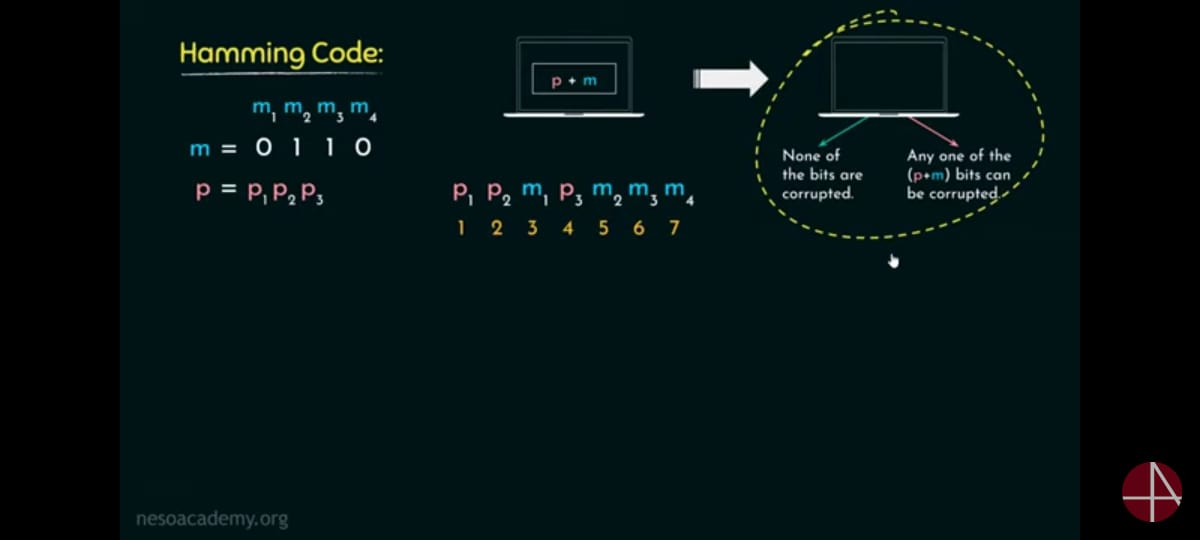 Hamming Code:
m₁ m₂ m₃ m₄
m = 0 1 1 0
p = p₁ p₂ p₃
p + m
p₁ p₂ m₁ p₃ m₂ m₃ m₄
1 2 3 4 5 6 7
None of
the bits are
corrupted.
Any one of the
(p+m) bits can
be corrupted.
nesoacademy.org